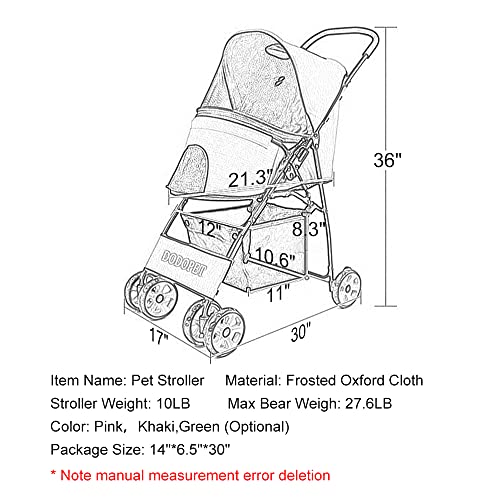 36"
21.3"
12"
8.3"
10.6"
DODOPET
11"
17"
30"
Item Name: Pet Stroller Material: Frosted Oxford Cloth
Stroller Weight: 10LB Max Bear Weigh: 27.6LB
Color: Pink, Khaki,Green (Optional)
Package Size: 14"*6.5"*30"
* Note manual measurement error deletion